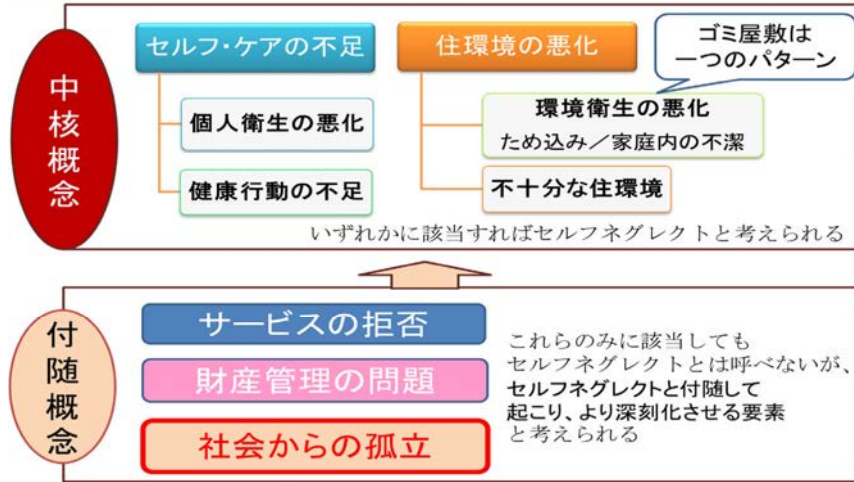 中核概念
セルフ・ケアの不足
個人衛生の悪化
健康行動の不足
住環境の悪化
ゴミ屋敷は
一つのパターン
環境衛生の悪化
ため込み／家庭内の不潔
不十分な住環境
いずれかに該当すればセルフネグレクトと考えられる
付随概念
サービスの拒否
財産管理の問題
社会からの孤立
これらのみに該当しても
セルフネグレクトとは呼べないが、
セルフネグレクトと付随して
起こり、より深刻化させる要素
と考えられる